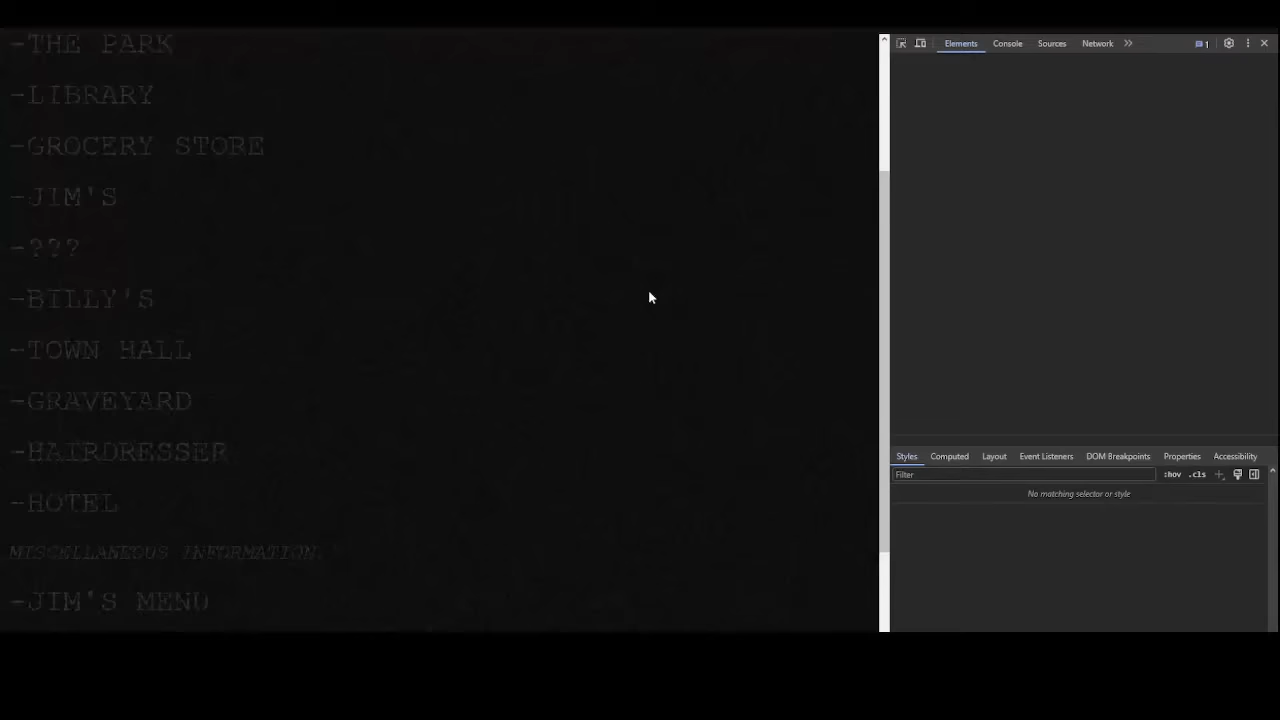 -THE PARK
-LIBRARY
-GROCERY STORE
-JIM'S
-???
-BILLY'S
-TOWN HALL
-GRAVEYARD
-HAIRDRESSER
-HOTEL
MISCELLANEOUS INFORMATION
-JIM'S MENU
Elements Console Sources Network 1
Styles Computed Layout Event Listeners DOM Breakpoints Properties Accessibility
Filter :hov .cls
No matching selector or style